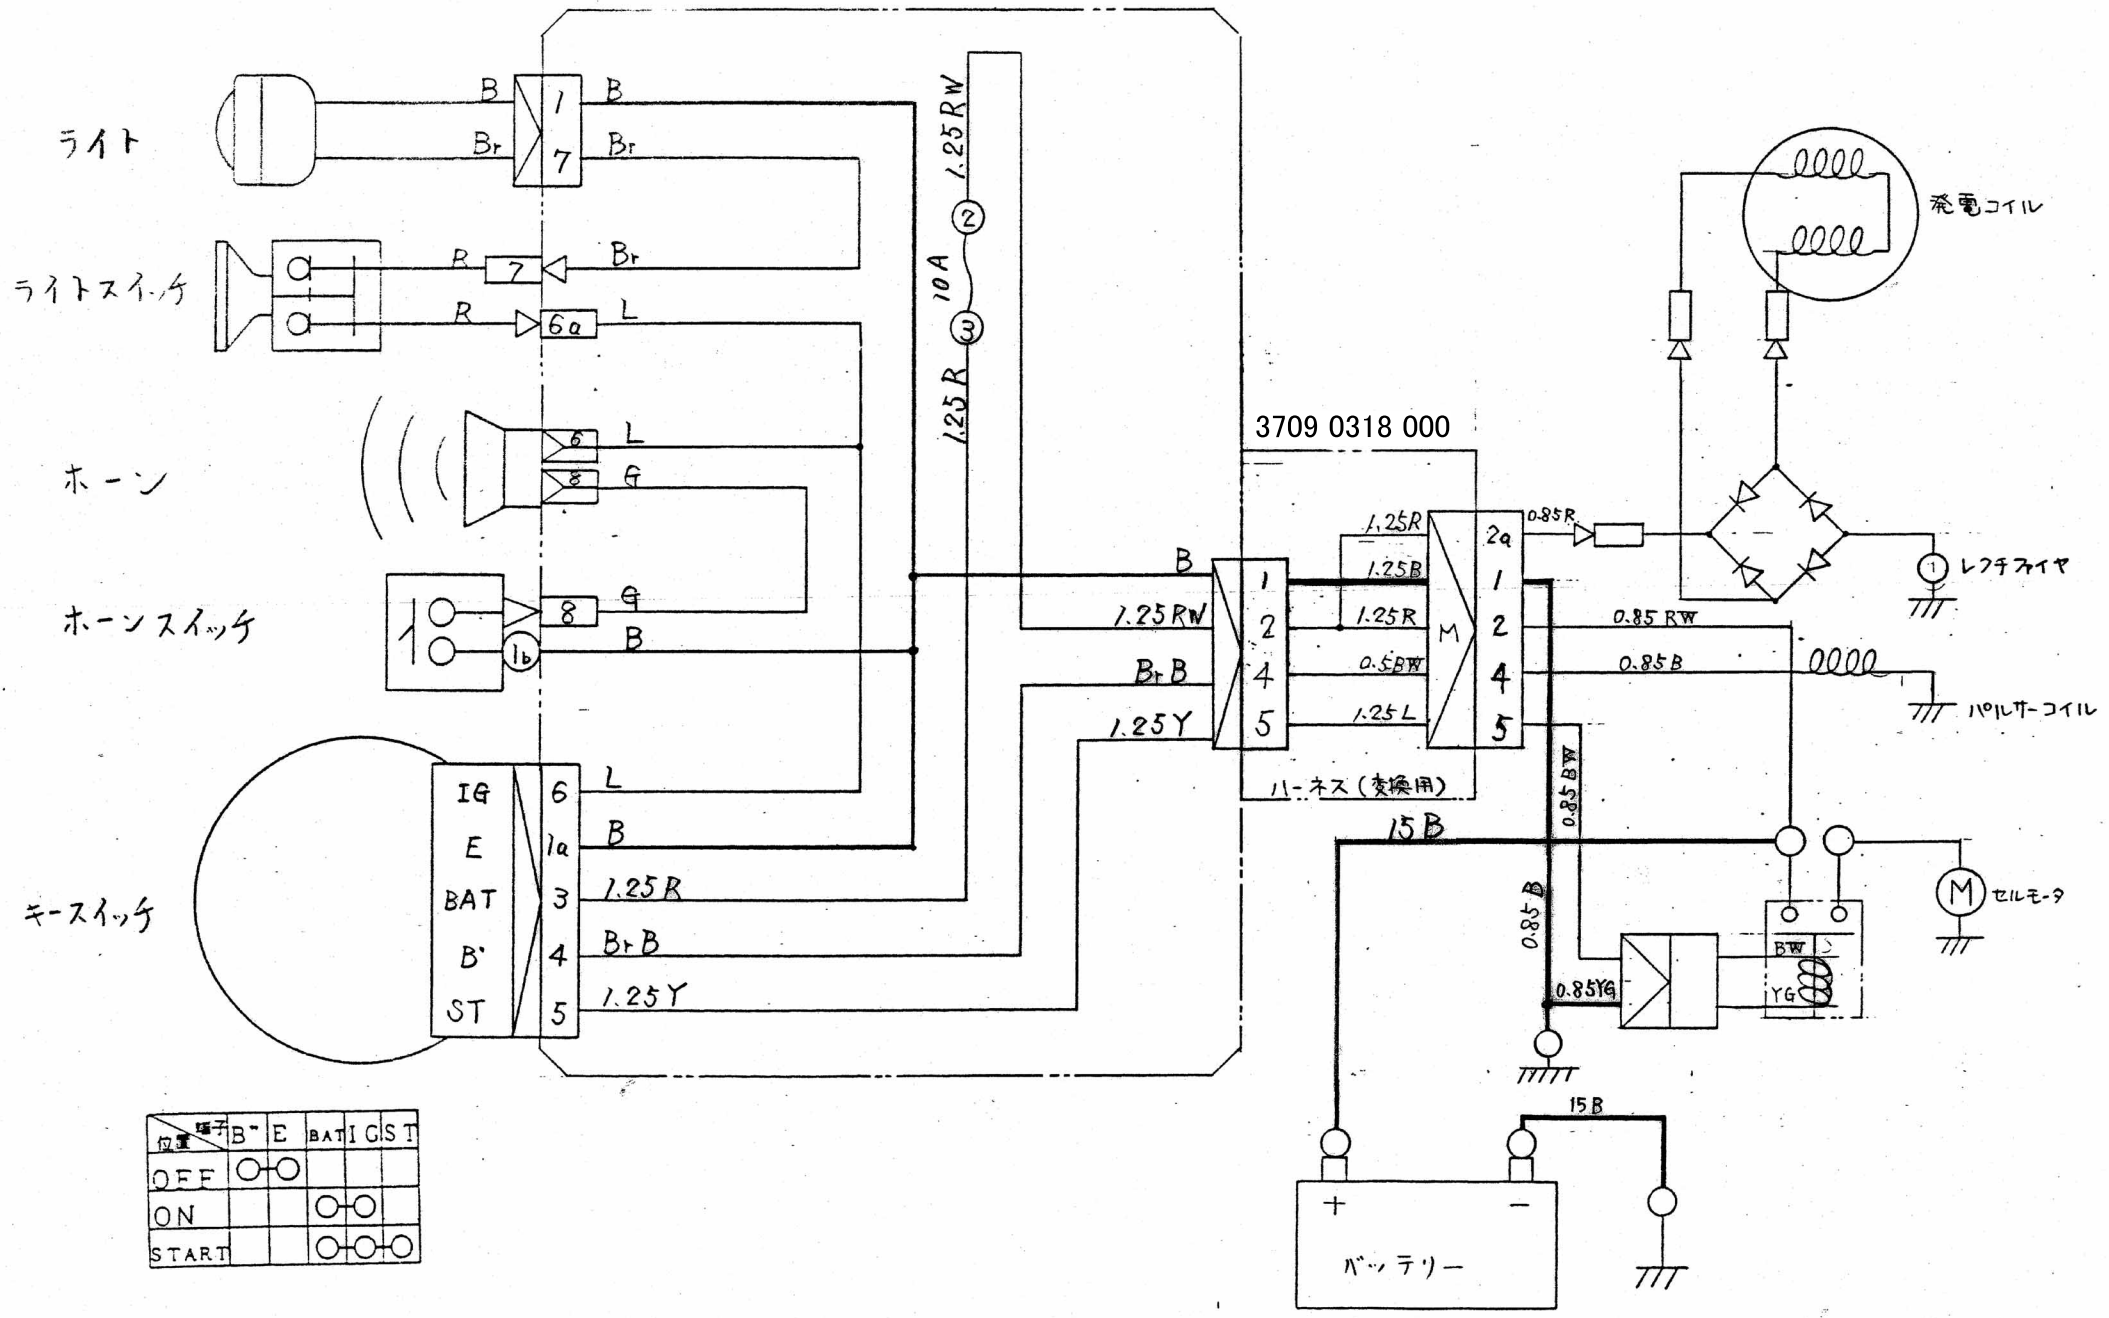 ライト
B
1
B
Br
7
Br
1.25RW
2
10A
3
1.25R
ライトスイッチ
R
7
Br
R
6a
L
ホーン
6
L
8
G
ホーンスイッチ
8
G
1b
B
キースイッチ
IG
6
L
E
1a
B
BAT
3
1.25R
B-
4
BrB
ST
5
1.25Y
B
1.25RW
BrB
1.25Y
1
2
4
5
3709 0318 000
1.25R
1.25B
1.25R
0.5BW
1.25L
M
ハーネス(変換用)
2a
1
2
4
5
0.85R
発電コイル
1
レクチファイヤ
0.85RW
0.85B
パルサーコイル
0.85BW
15B
0.85B
0.85YG
BW
YG
M
セルモータ
15B
+
-
バッテリー
位置 端子 B- E BAT IG ST
OFF
ON
START